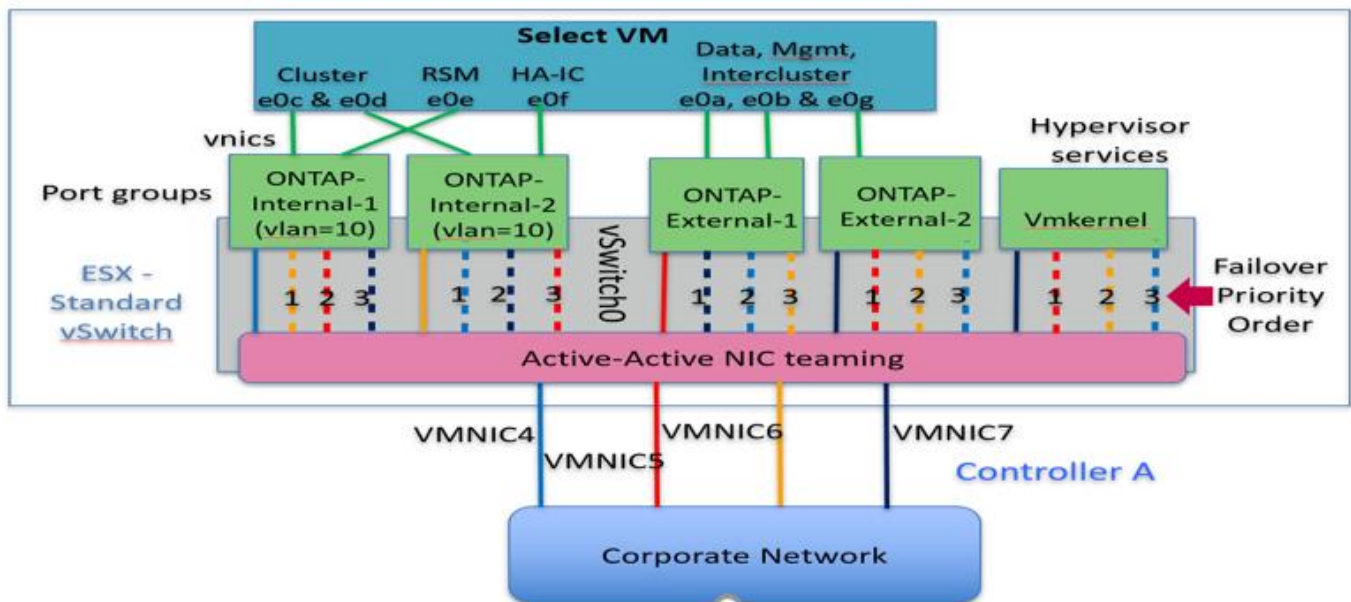 Select VM
Cluster
e0c & e0d
RSM
e0e
HA-IC
e0f
Data, Mgmt,
Intercluster
e0a, e0b & e0g
vnics
Hypervisor
services
Port groups
ONTAP-
Internal-1
(vlan=10)
ONTAP-
Internal-2
(vlan=10)
ONTAP-
External-1
ONTAP-
External-2
Vmkernel
vSwitch0
ESX -
Standard
vSwitch
1 2 3
1 2 3
1 2 3
1 2 3
1 2 3
Failover
Priority
Order
Active-Active NIC teaming
VMNIC4
VMNIC5
VMNIC6
VMNIC7
Controller A
Corporate Network